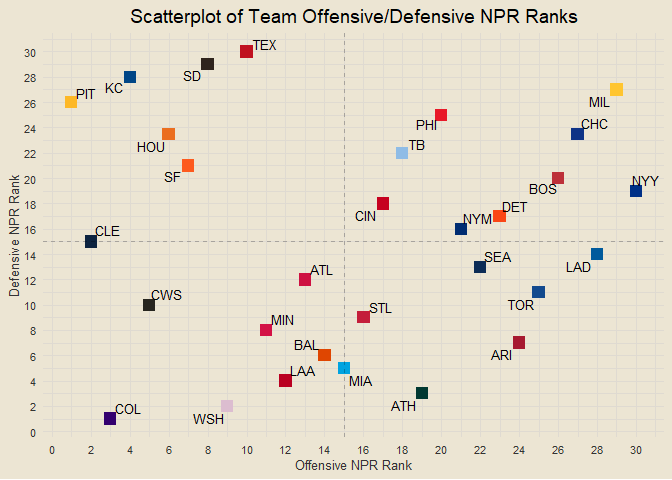 Scatterplot of Team Offensive/Defensive NPR Ranks
30
TEX
SD
28
KC
MIL
PIT
26
PHI
CHC
24
HOU
TB
22
SF
BOS
NYY
20
DET
18
CIN
NYM
16
CLE
SEA
LAD
14
ATL
12
CWS
TOR
10
STL
MIN
8
BAL
ARI
6
LAA
MIA
4
COL
WSH
ATH
2
0
Defensive NPR Rank
0 2 4 6 8 10 12 14 16 18 20 22 24 26 28 30
Offensive NPR Rank